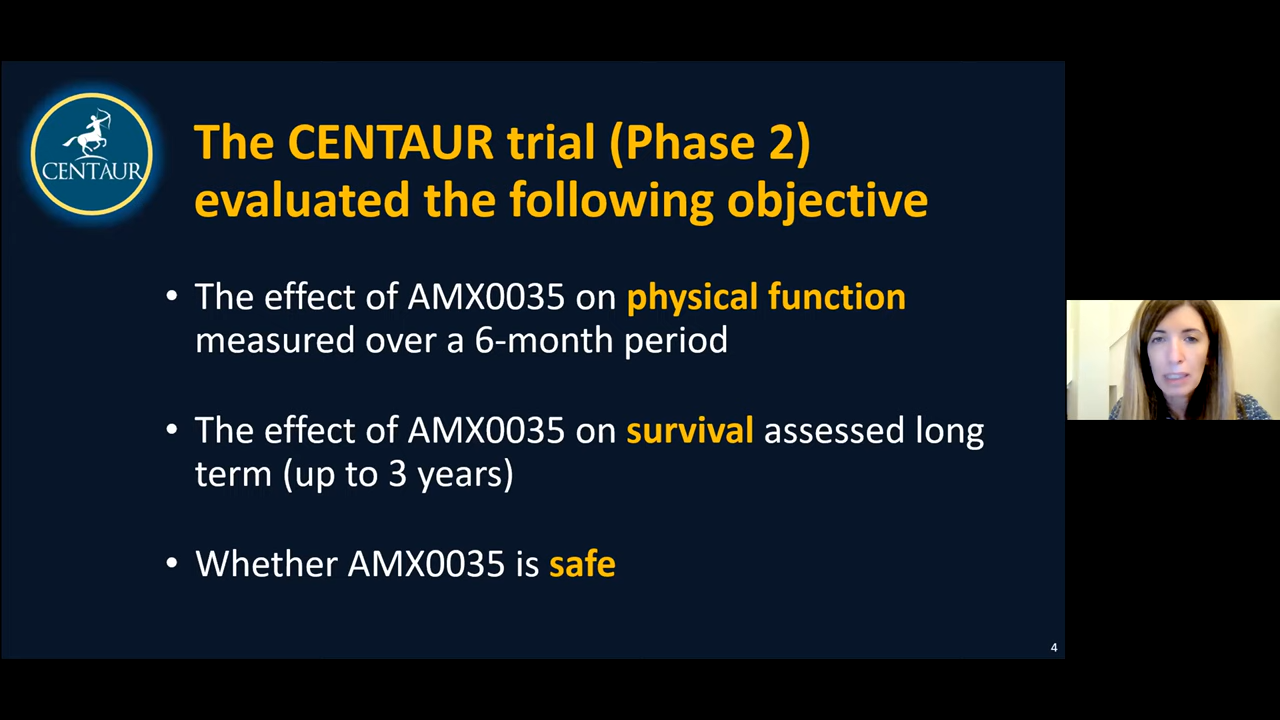 CENTAUR
The CENTAUR trial (Phase 2)
evaluated the following objective
• The effect of AMX0035 on physical function
measured over a 6-month period
• The effect of AMX0035 on survival assessed long
term (up to 3 years)
• Whether AMX0035 is safe
4